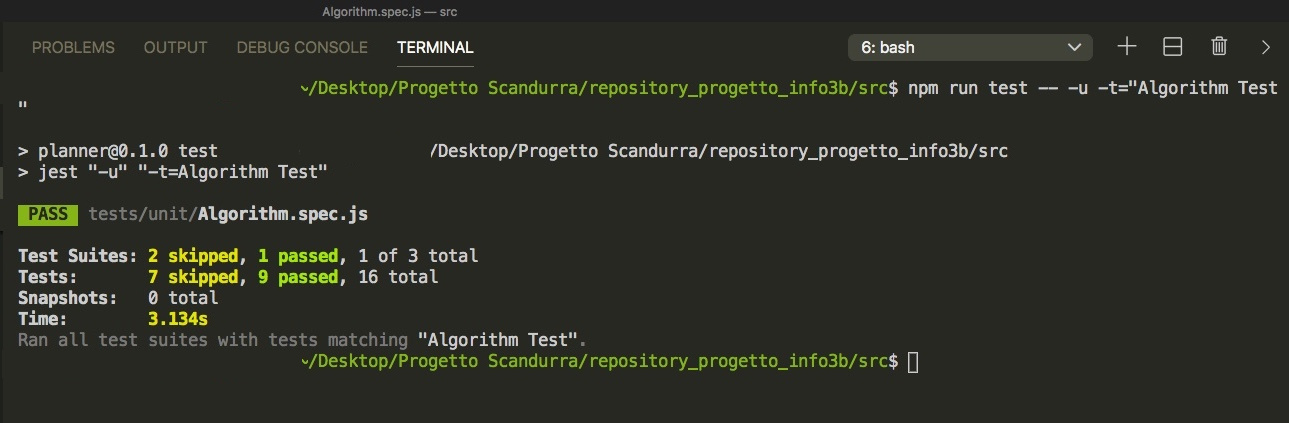 Algorithm.spec.js — src
PROBLEMS OUTPUT DEBUG CONSOLE TERMINAL 6: bash
~/Desktop/Progetto Scandurra/repository_progetto_info3b/src$ npm run test -- -u -t="Algorithm Test
"
> planner@0.1.0 test /Desktop/Progetto Scandurra/repository_progetto_info3b/src
> jest "-u" "-t=Algorithm Test"
PASS tests/unit/Algorithm.spec.js
Test Suites: 2 skipped, 1 passed, 1 of 3 total
Tests: 7 skipped, 9 passed, 16 total
Snapshots: 0 total
Time: 3.134s
Ran all test suites with tests matching "Algorithm Test".
~/Desktop/Progetto Scandurra/repository_progetto_info3b/src$